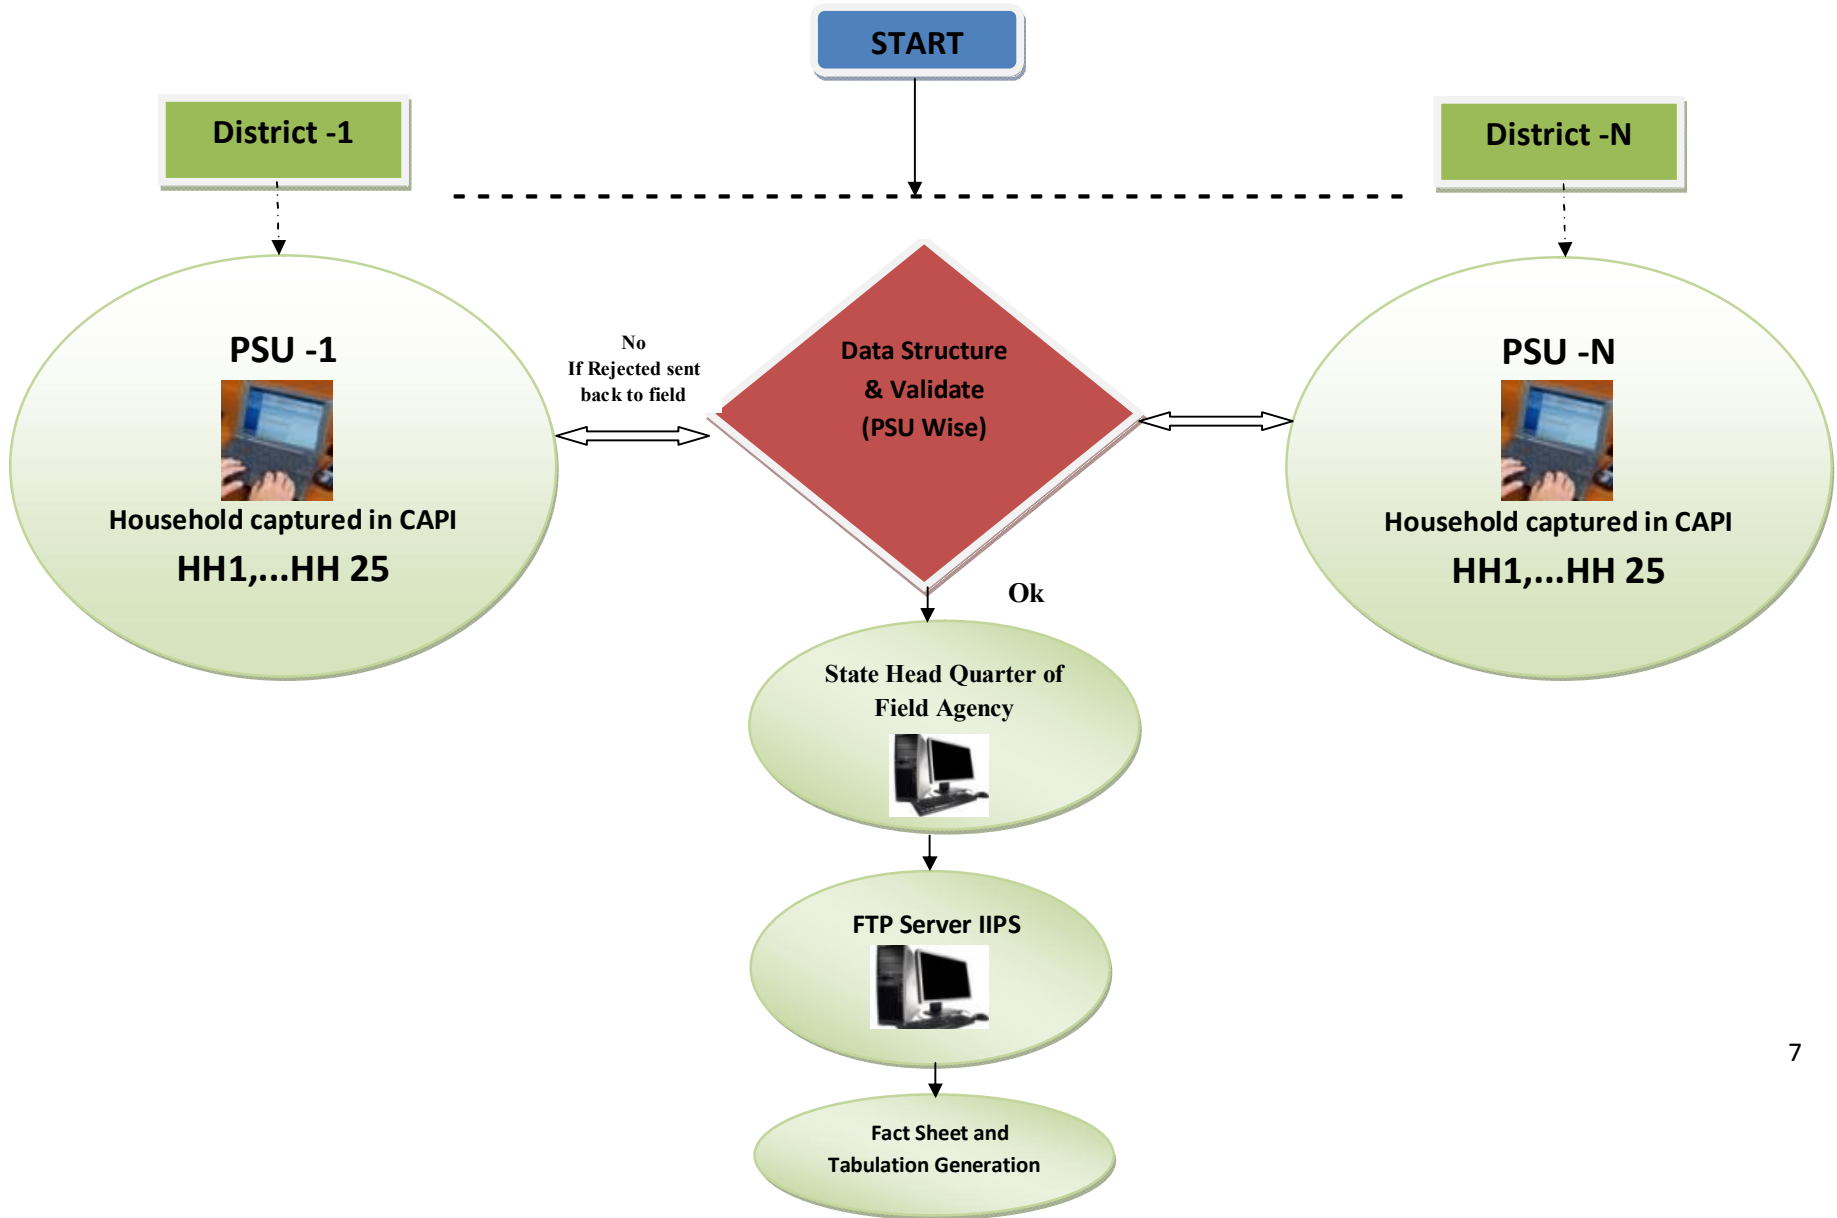 START
District -1
District -N
PSU -1
Household captured in CAPI
HH1,...HH 25
No
If Rejected sent
back to field
Data Structure
& Validate
(PSU Wise)
PSU -N
Household captured in CAPI
HH1,...HH 25
Ok
State Head Quarter of
Field Agency
FTP Server IIPS
Fact Sheet and
Tabulation Generation
7